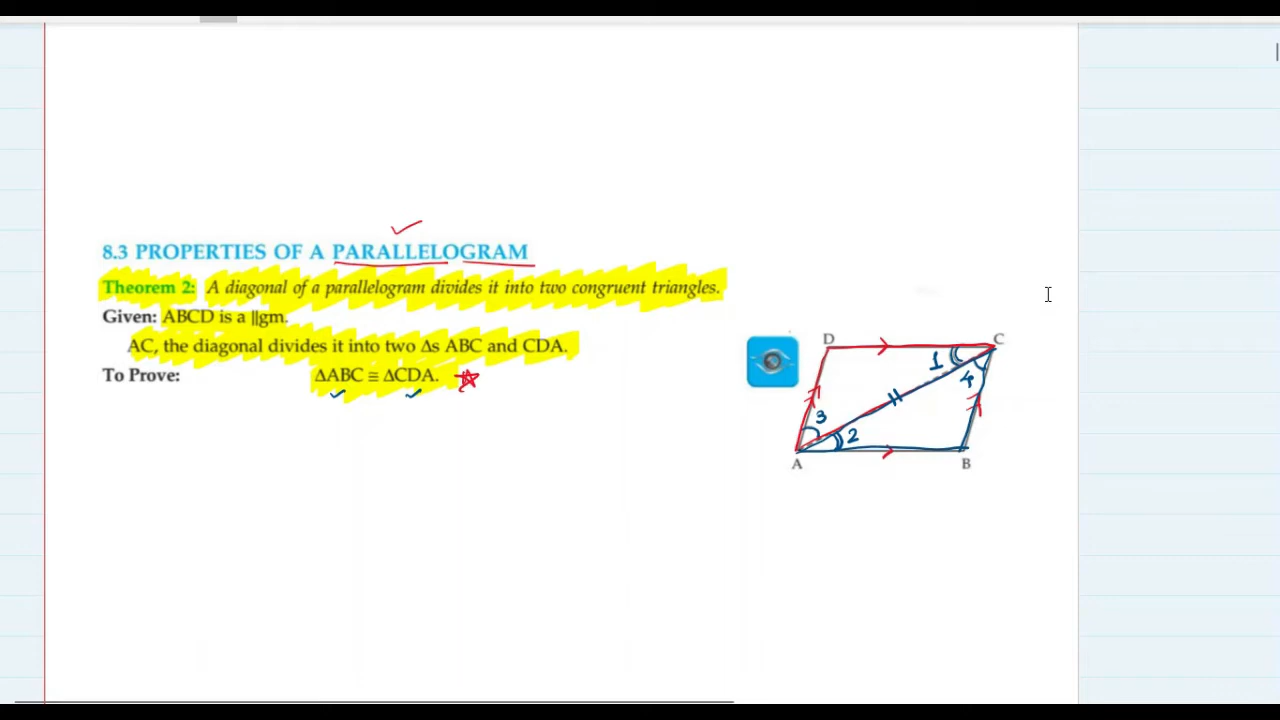 8.3 PROPERTIES OF A PARALLELOGRAM
Theorem 2: A diagonal of a parallelogram divides it into two congruent triangles.
Given: ABCD is a ||gm.
AC, the diagonal divides it into two Δs ABC and CDA.
To Prove: ΔABC ≅ ΔCDA.
D C
1
4
3
2
A B